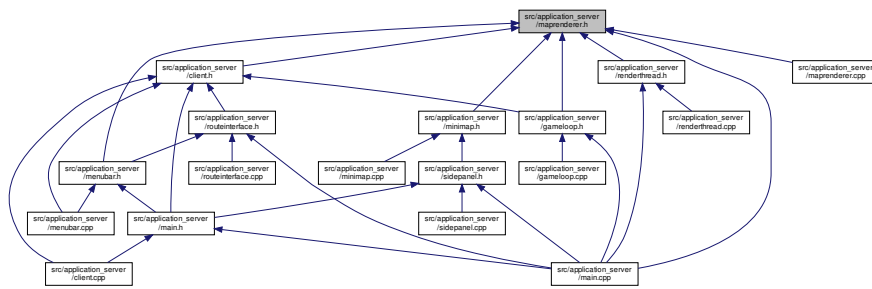 src/application_server
/maprenderer.h
src/application_server
/client.h
src/application_server
/renderthread.h
src/application_server
/maprenderer.cpp
src/application_server
/routeinterface.h
src/application_server
/minimap.h
src/application_server
/gameloop.h
src/application_server
/renderthread.cpp
src/application_server
/menubar.h
src/application_server
/routeinterface.cpp
src/application_server
/minimap.cpp
src/application_server
/sidepanel.h
src/application_server
/gameloop.cpp
src/application_server
/menubar.cpp
src/application_server
/main.h
src/application_server
/sidepanel.cpp
src/application_server
/client.cpp
src/application_server
/main.cpp